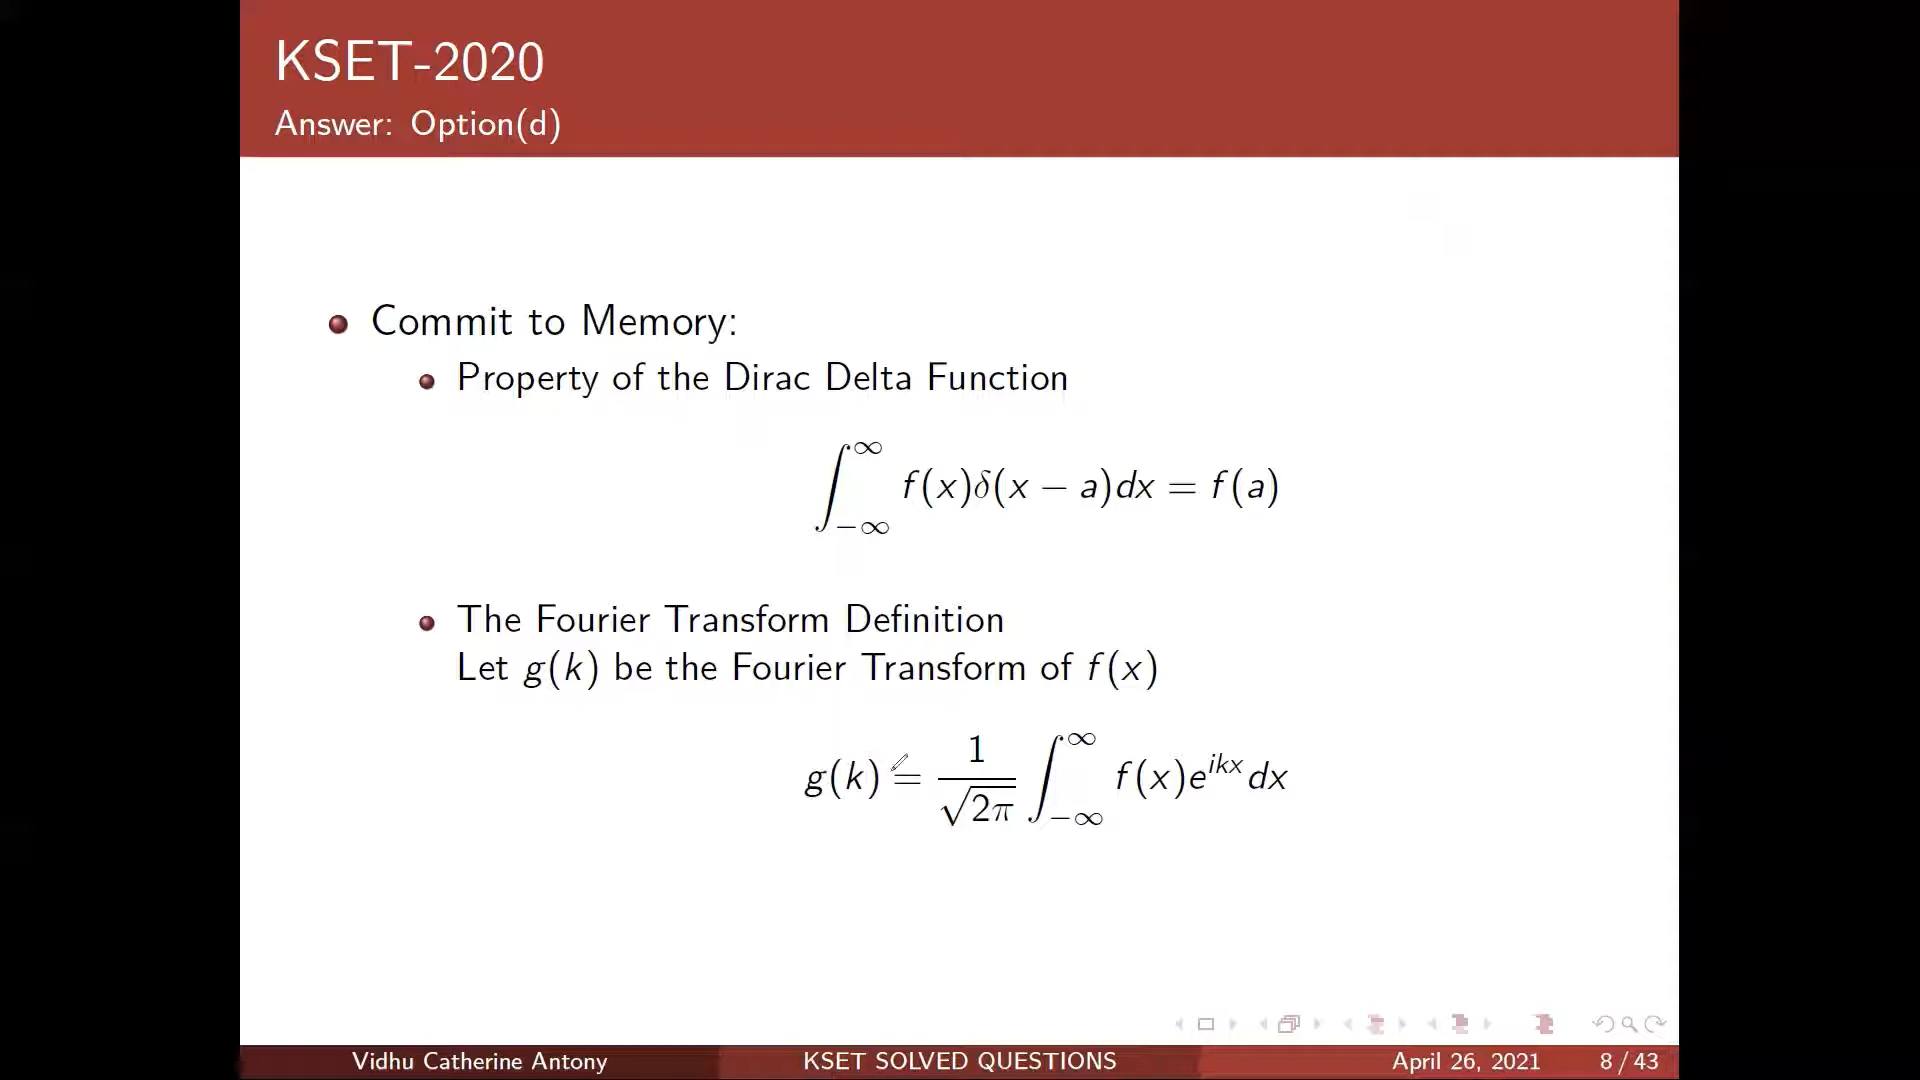 KSET-2020
Answer: Option(d)
Commit to Memory:
Property of the Dirac Delta Function
∫_{-∞}^{∞} f(x)δ(x − a)dx = f(a)
The Fourier Transform Definition
Let g(k) be the Fourier Transform of f(x)
g(k) = \frac{1}{\sqrt{2π}} ∫_{-∞}^{∞} f(x)e^{ikx}dx
Vidhu Catherine Antony KSET SOLVED QUESTIONS April 26, 2021 8 / 43